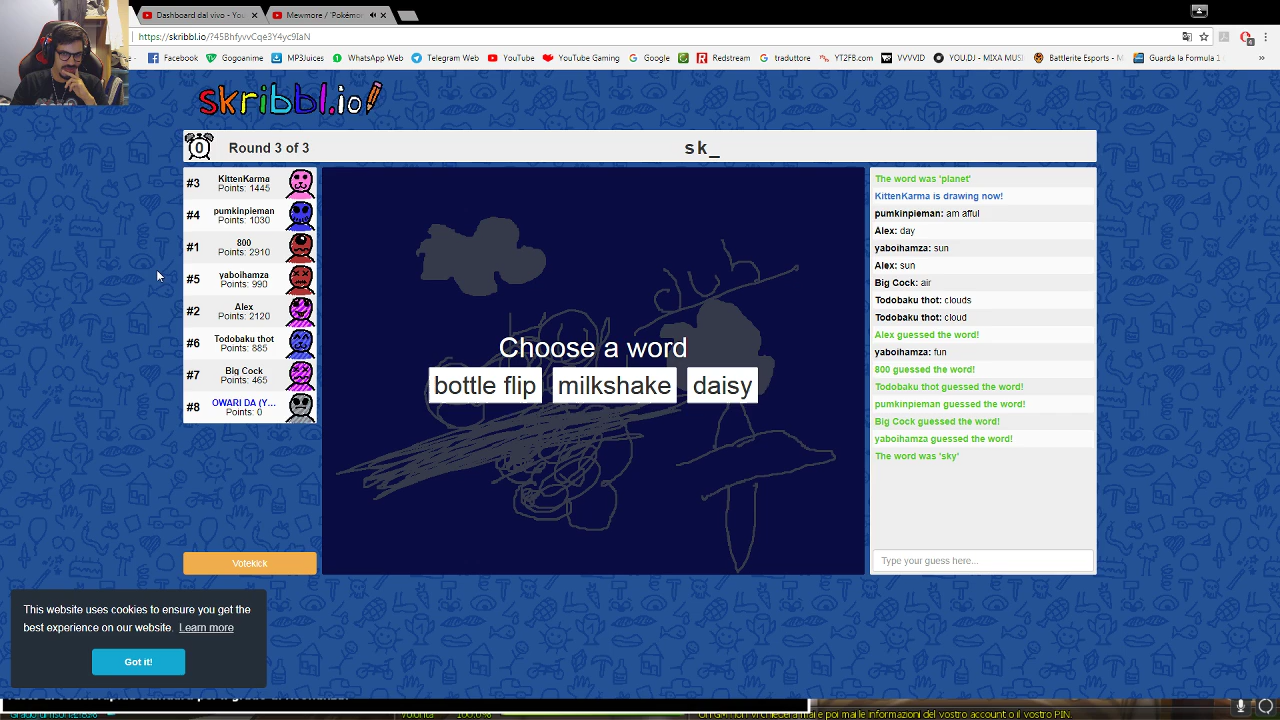 Dashboard dal vivo - You
Mewmore / 'Pokémo
https://skribbl.io/?45BhfyvvCqe3Y4yc9IaN
Facebook Gogoanime MP3Juices WhatsApp Web Telegram Web YouTube YouTube Gaming Google Redstream traduttore YT2FB.com VVVVID YOU.DJ - MIXA MUSI Battlerite Esports - M Guarda la Formula 1
skribbl.io
0 Round 3 of 3 sk_
#3 KittenKarma
Points: 1445
#4 pumkinpieman
Points: 1030
#1 800
Points: 2910
#5 yaboihamza
Points: 990
#2 Alex
Points: 2120
#6 Todobaku thot
Points: 885
#7 Big Cock
Points: 465
#8 OWARI DA (Y...
Points: 0
Votekick
Choose a word
bottle flip milkshake daisy
The word was 'planet'
KittenKarma is drawing now!
pumkinpieman: am afful
Alex: day
yaboihamza: sun
Alex: sun
Big Cock: air
Todobaku thot: clouds
Todobaku thot: cloud
Alex guessed the word!
yaboihamza: fun
800 guessed the word!
Todobaku thot guessed the word!
pumkinpieman guessed the word!
Big Cock guessed the word!
yaboihamza guessed the word!
The word was 'sky'
Type your guess here...
This website uses cookies to ensure you get the
best experience on our website. Learn more
Got it!